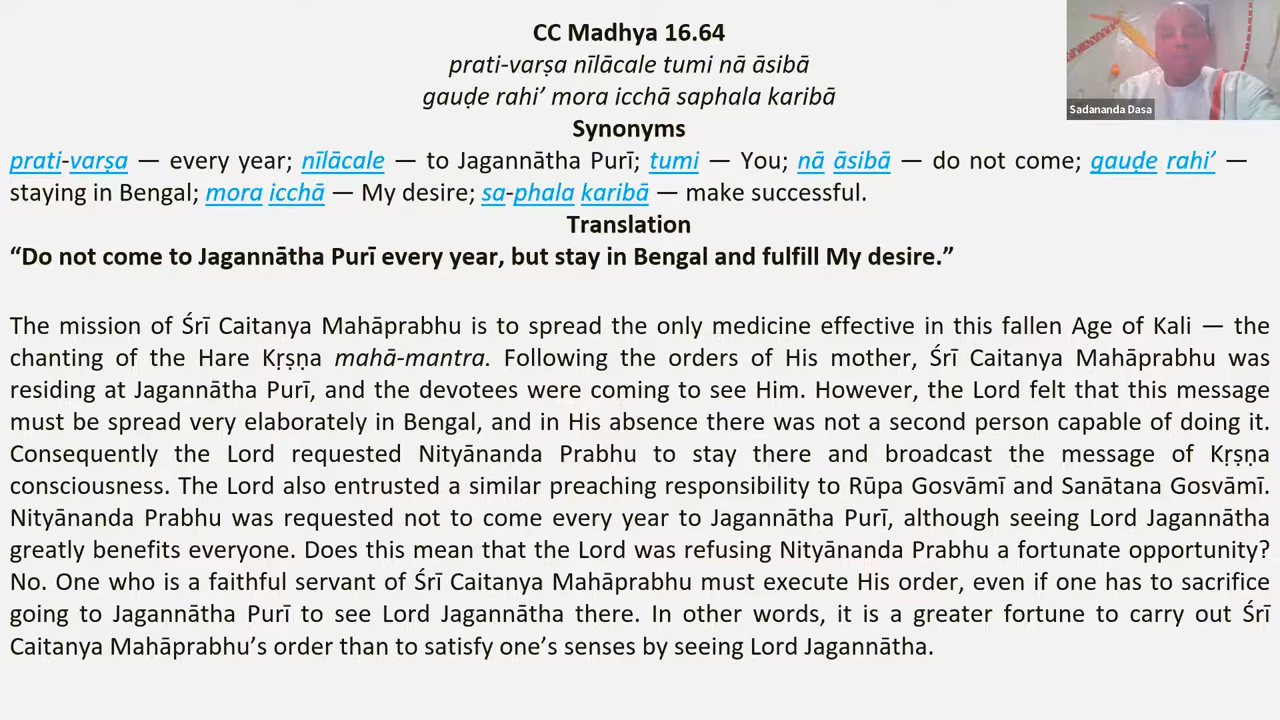 CC Madhya 16.64
prati-varṣa nīlācale tumi nā āsibā
gauḍe rahi’ mora icchā saphala karibā
Synonyms
prati-varṣa — every year; nīlācale — to Jagannātha Purī; tumi — You; nā āsibā — do not come; gauḍe rahi’ —
staying in Bengal; mora icchā — My desire; sa-phala karibā — make successful.
Translation
“Do not come to Jagannātha Purī every year, but stay in Bengal and fulfill My desire.”
The mission of Śrī Caitanya Mahāprabhu is to spread the only medicine effective in this fallen Age of Kali — the
chanting of the Hare Kṛṣṇa mahā-mantra. Following the orders of His mother, Śrī Caitanya Mahāprabhu was
residing at Jagannātha Purī, and the devotees were coming to see Him. However, the Lord felt that this message
must be spread very elaborately in Bengal, and in His absence there was not a second person capable of doing it.
Consequently the Lord requested Nityānanda Prabhu to stay there and broadcast the message of Kṛṣṇa
consciousness. The Lord also entrusted a similar preaching responsibility to Rūpa Gosvāmī and Sanātana Gosvāmī.
Nityānanda Prabhu was requested not to come every year to Jagannātha Purī, although seeing Lord Jagannātha
greatly benefits everyone. Does this mean that the Lord was refusing Nityānanda Prabhu a fortunate opportunity?
No. One who is a faithful servant of Śrī Caitanya Mahāprabhu must execute His order, even if one has to sacrifice
going to Jagannātha Purī to see Lord Jagannātha there. In other words, it is a greater fortune to carry out Śrī
Caitanya Mahāprabhu’s order than to satisfy one’s senses by seeing Lord Jagannātha.
Sadananda Dasa